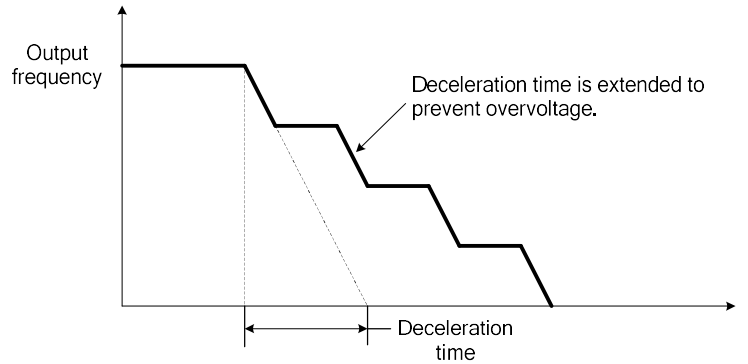 Output
frequency
Deceleration time is extended to
prevent overvoltage.
Deceleration
time